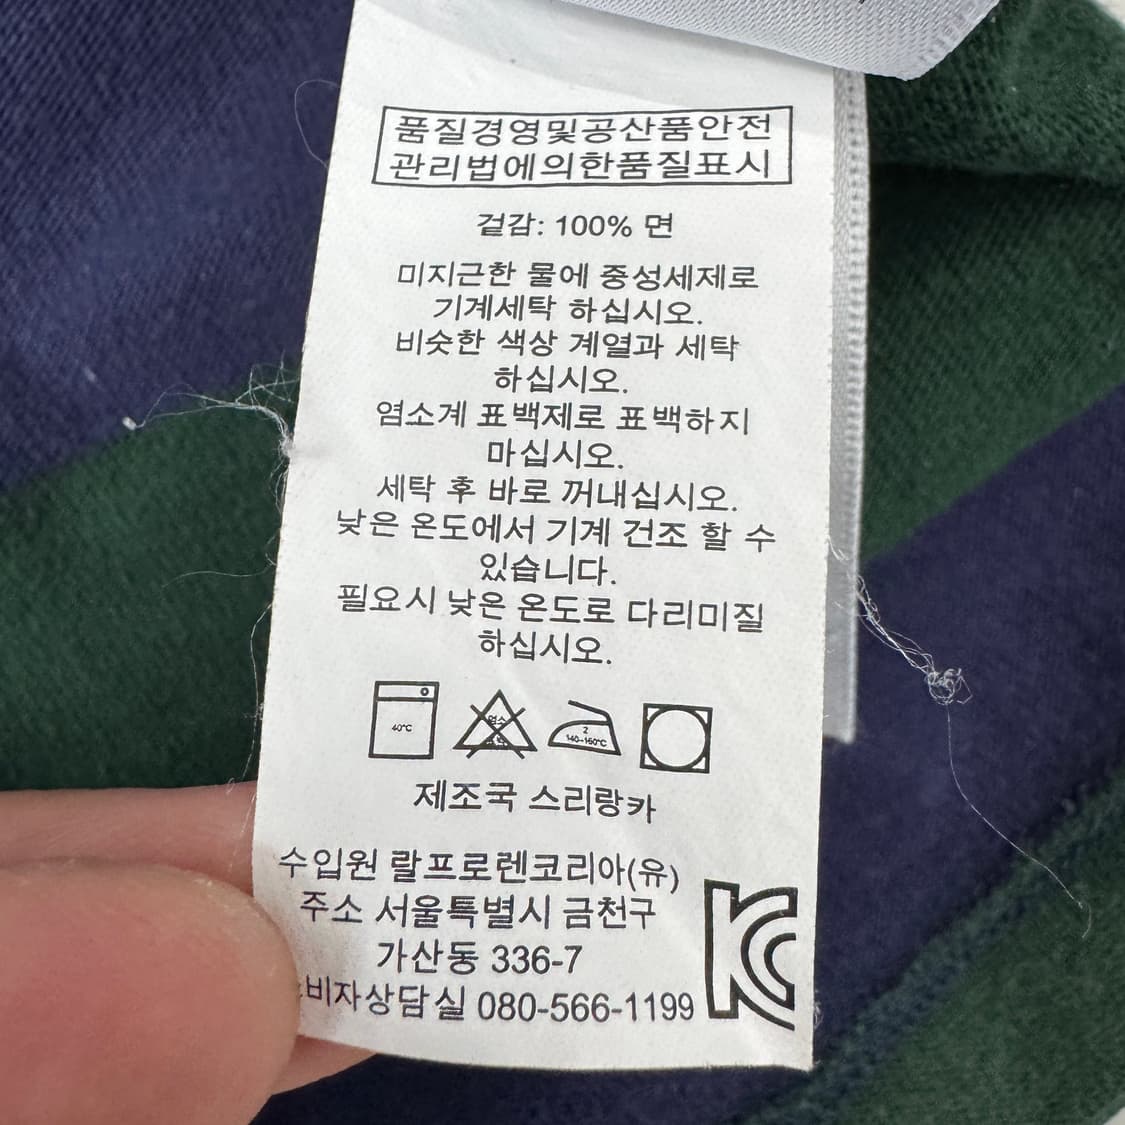 품질경영및공산품안전
관리법에의한품질표시
겉감: 100% 면
미지근한 물에 중성세제로
기계세탁 하십시오.
비슷한 색상 계열과 세탁
하십시오.
염소계 표백제로 표백하지
마십시오.
세탁 후 바로 꺼내십시오.
낮은 온도에서 기계 건조 할 수
있습니다.
필요시 낮은 온도로 다리미질
하십시오.
40°C
2
140~160°C
제조국 스리랑카
수입원 랄프로렌코리아(유)
주소 서울특별시 금천구
가산동 336-7
비자상담실 080-566-1199
KC